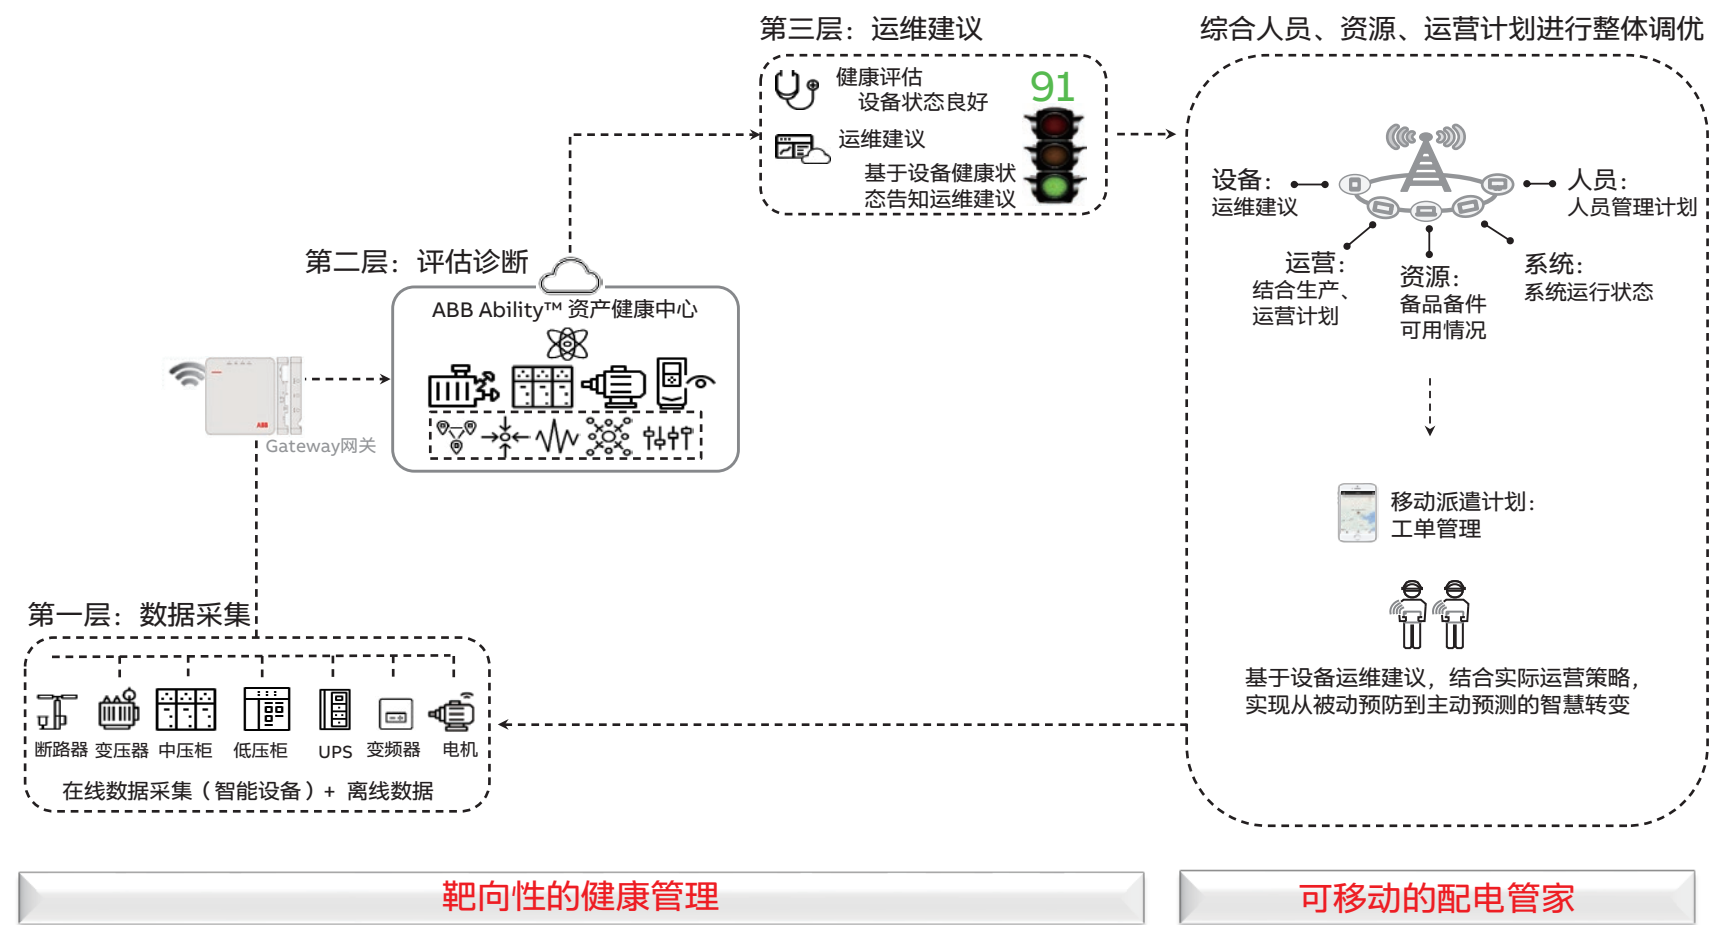 第三层：运维建议
综合人员、资源、运营计划进行整体调优
健康评估
设备状态良好
91
运维建议
基于设备健康状
态告知运维建议
设备：
运维建议
人员：
人员管理计划
运营：
结合生产、
运营计划
资源：
备品备件
可用情况
系统：
系统运行状态
第二层：评估诊断
ABB Ability™ 资产健康中心
ABB
Gateway网关
移动派遣计划：
工单管理
第一层：数据采集
断路器
变压器
中压柜
低压柜
UPS
变频器
电机
在线数据采集（智能设备）+ 离线数据
基于设备运维建议，结合实际运营策略，
实现从被动预防到主动预测的智慧转变
靶向性的健康管理
可移动的配电管家